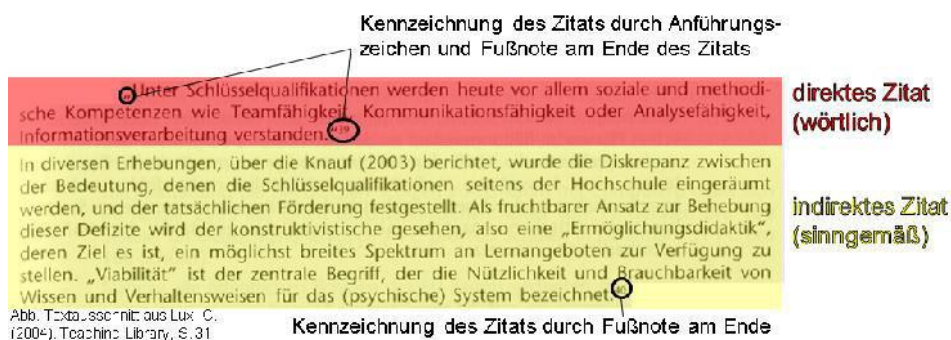 Kennzeichnung des Zitats durch Anführungs-
zeichen und Fußnote am Ende des Zitats
„Unter Schlüsselqualifikationen werden heute vor allem soziale und methodi-
sche Kompetenzen wie Teamfähigkeit, Kommunikationsfähigkeit oder Analysefähigkeit,
Informationsverarbeitung verstanden.“39
direktes Zitat
(wörtlich)
In diversen Erhebungen, über die Knauf (2003) berichtet, wurde die Diskrepanz zwischen
der Bedeutung, denen die Schlüsselqualifikationen seitens der Hochschule eingeräumt
werden, und der tatsächlichen Förderung festgestellt. Als fruchtbarer Ansatz zur Behebung
dieser Defizite wird der konstruktivistische gesehen, also eine „Ermöglichungsdidaktik“,
deren Ziel es ist, ein möglichst breites Spektrum an Lernangeboten zur Verfügung zu
stellen. „Viabilität“ ist der zentrale Begriff, der die Nützlichkeit und Brauchbarkeit von
Wissen und Verhaltensweisen für das (psychische) System bezeichnet.40
indirektes Zitat
(sinngemäß)
Abb. Textausschnitt aus Lux, C.
(2004). Teaching Library, S.31
Kennzeichnung des Zitats durch Fußnote am Ende